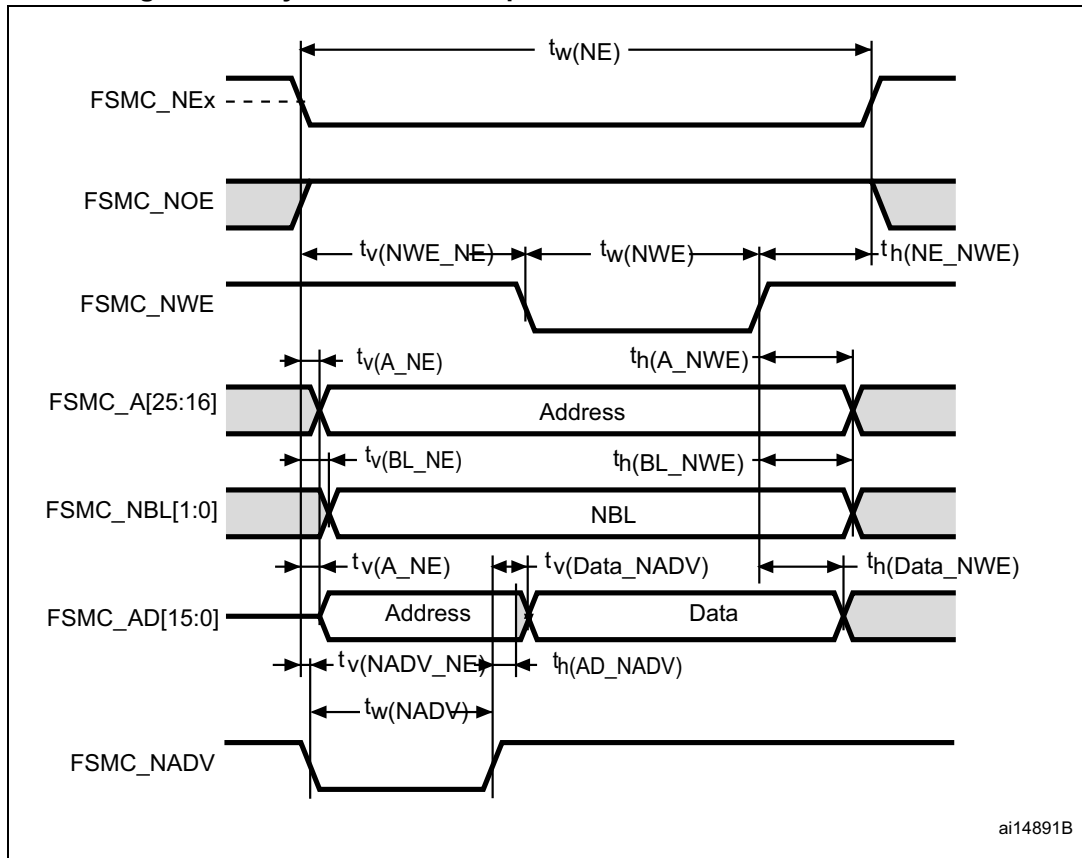 tw(NE)
FSMC_NEx
FSMC_NOE
tv(NWE_NE) tw(NWE) th(NE_NWE)
FSMC_NWE
tv(A_NE) th(A_NWE)
FSMC_A[25:16] Address
tv(BL_NE) th(BL_NWE)
FSMC_NBL[1:0] NBL
tv(A_NE) tv(Data_NADV) th(Data_NWE)
FSMC_AD[15:0] Address Data
tv(NADV_NE) th(AD_NADV)
tw(NADV)
FSMC_NADV
ai14891B